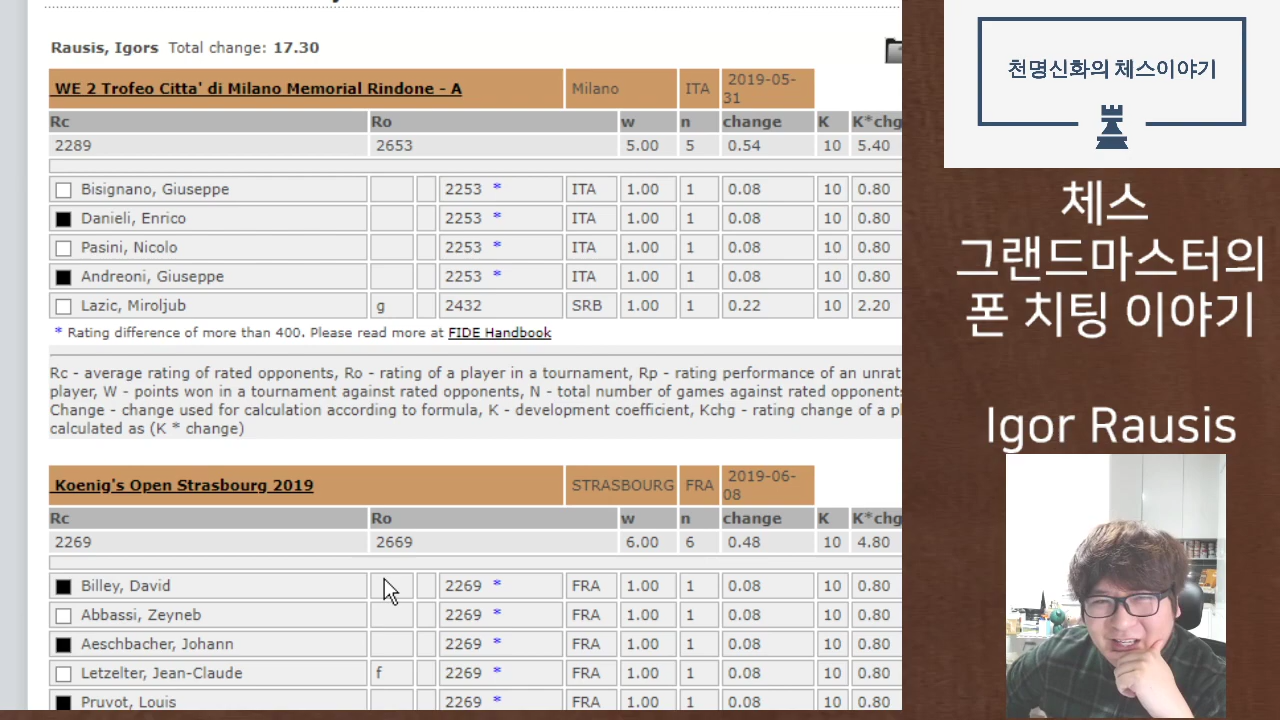 Rausis, Igors Total change: 17.30
WE 2 Trofeo Citta' di Milano Memorial Rindone - A Milano ITA 2019-05-31
Rc Ro w n change K K*chg
2289 2653 5.00 5 0.54 10 5.40
Bisignano, Giuseppe 2253 * ITA 1.00 1 0.08 10 0.80
Danieli, Enrico 2253 * ITA 1.00 1 0.08 10 0.80
Pasini, Nicolo 2253 * ITA 1.00 1 0.08 10 0.80
Andreoni, Giuseppe 2253 * ITA 1.00 1 0.08 10 0.80
Lazic, Miroljub g 2432 SRB 1.00 1 0.22 10 2.20
* Rating difference of more than 400. Please read more at FIDE Handbook
Rc - average rating of rated opponents, Ro - rating of a player in a tournament, Rp - rating performance of an unrat
player, W - points won in a tournament against rated opponents, N - total number of games against rated opponents
Change - change used for calculation according to formula, K - development coefficient, Kchg - rating change of a pl
calculated as (K * change)
Koenig's Open Strasbourg 2019 STRASBOURG FRA 2019-06-08
Rc Ro w n change K K*chg
2269 2669 6.00 6 0.48 10 4.80
Billey, David 2269 * FRA 1.00 1 0.08 10 0.80
Abbassi, Zeyneb 2269 * FRA 1.00 1 0.08 10 0.80
Aeschbacher, Johann 2269 * FRA 1.00 1 0.08 10 0.80
Letzelter, Jean-Claude f 2269 * FRA 1.00 1 0.08 10 0.80
Pruvot, Louis 2269 * FRA 1.00 1 0.08 10 0.80
천명신화의 체스이야기
체스
그랜드마스터의
폰 치팅 이야기
Igor Rausis